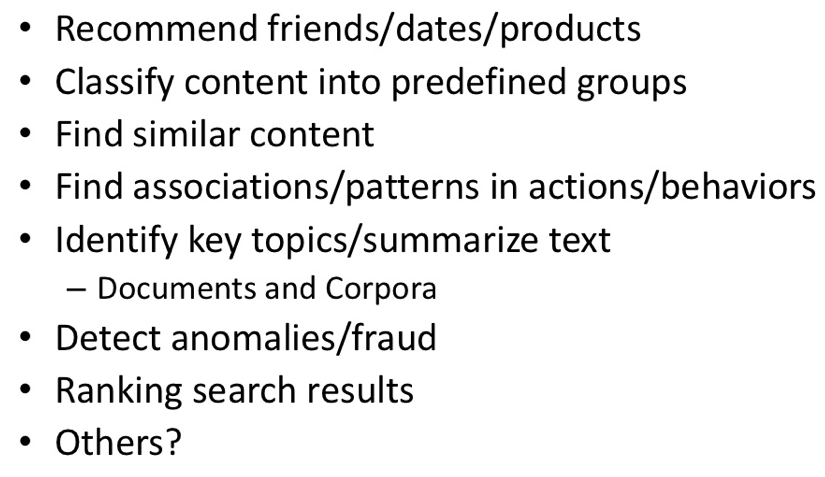 • Recommend friends/dates/products
• Classify content into predefined groups
• Find similar content
• Find associations/patterns in actions/behaviors
• Identify key topics/summarize text
– Documents and Corpora
• Detect anomalies/fraud
• Ranking search results
• Others?